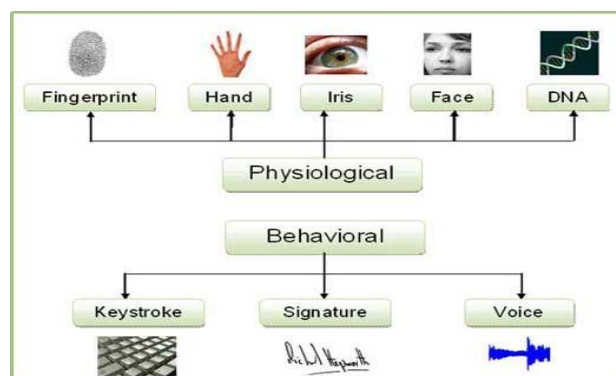 Fingerprint Hand Iris Face DNA
Physiological
Behavioral
Keystroke Signature Voice